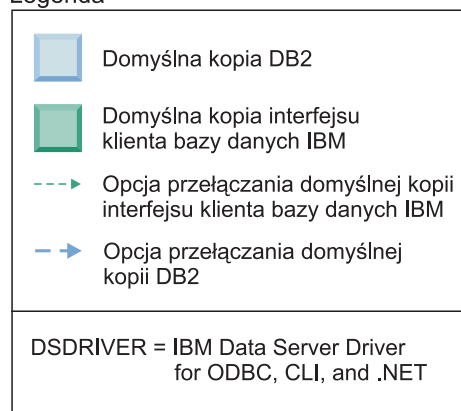 Legenda
Domyślna kopia DB2
Domyślna kopia interfejsu
klienta bazy danych IBM
Opcja przełączania domyślnej kopii
interfejsu klienta bazy danych IBM
Opcja przełączania domyślnej
kopii DB2
DSDRIVER = IBM Data Server Driver
for ODBC, CLI, and .NET